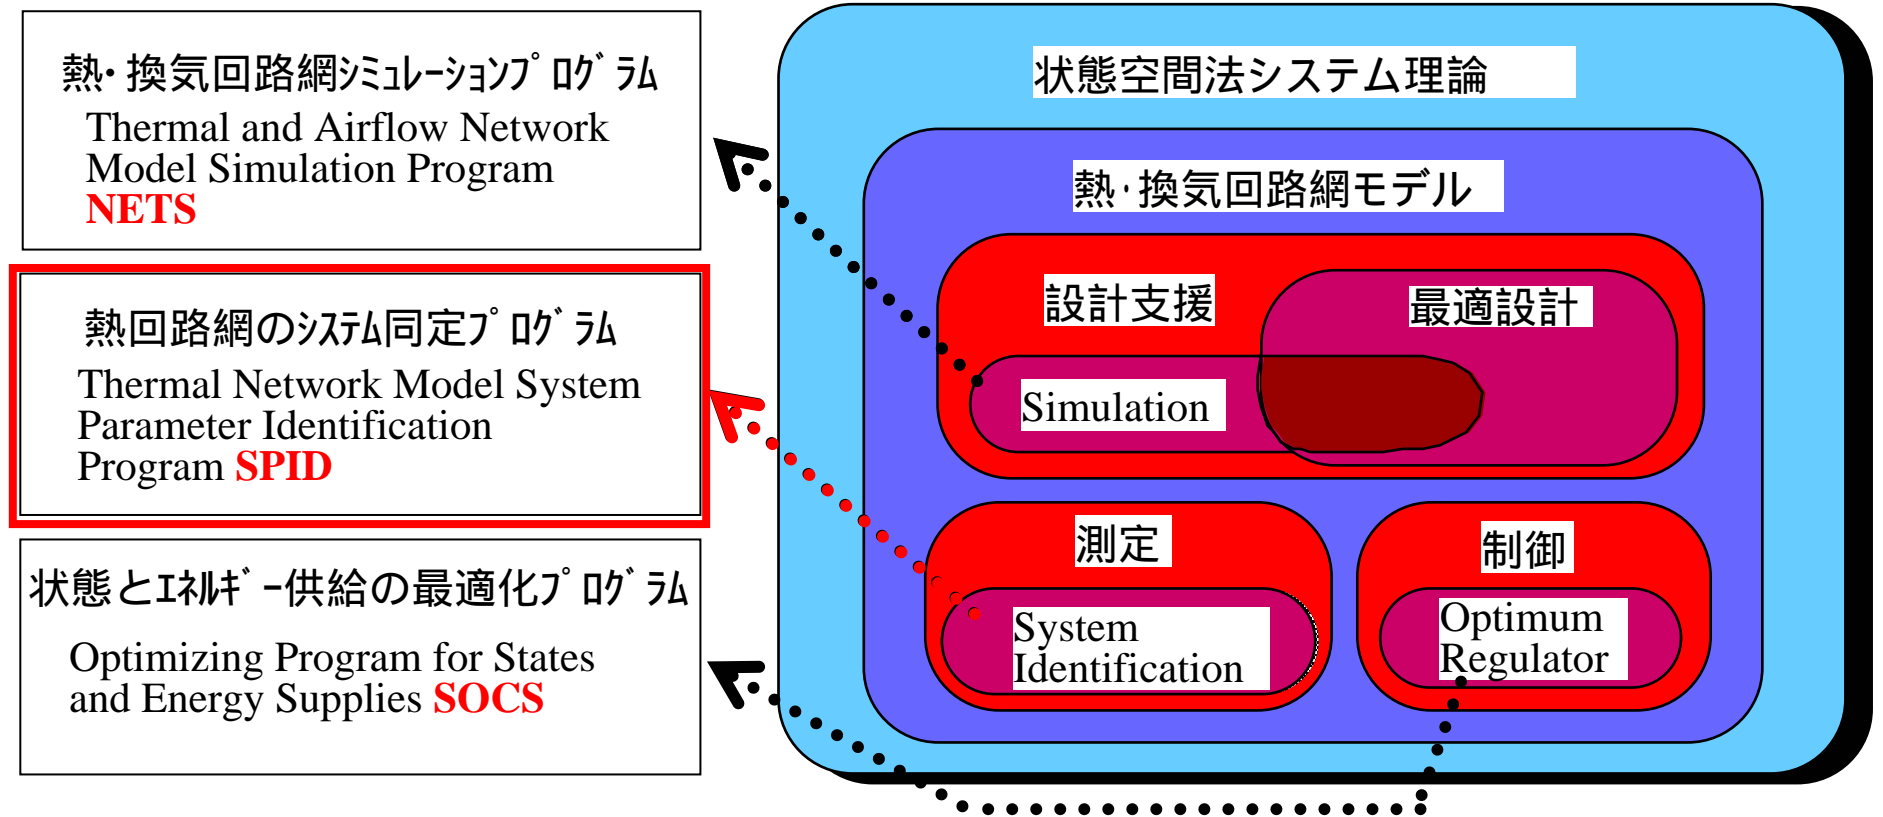 熱・換気回路網ｼﾐｭﾚｰｼｮﾝﾌﾟﾛｸﾞﾗﾑ
Thermal and Airflow Network
Model Simulation Program
NETS
熱回路網のｼｽﾃﾑ同定ﾌﾟﾛｸﾞﾗﾑ
Thermal Network Model System
Parameter Identification
Program SPID
状態とｴﾈﾙｷﾞｰ供給の最適化ﾌﾟﾛｸﾞﾗﾑ
Optimizing Program for States
and Energy Supplies SOCS
状態空間法システム理論
熱・換気回路網モデル
設計支援
最適設計
Simulation
測定
System
Identification
制御
Optimum
Regulator